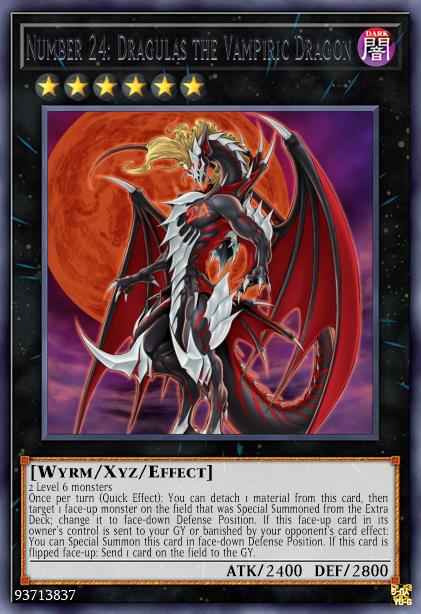 NUMBER 24: DRAGULAS THE VAMPIRIC DRAGON
DARK
闇
24
[WYRM/XYZ/EFFECT]
2 Level 6 monsters
Once per turn (Quick Effect): You can detach 1 material from this card, then
target 1 face-up monster on the field that was Special Summoned from the Extra
Deck; change it to face-down Defense Position. If this face-up card in its
owner's control is sent to your GY or banished by your opponent's card effect:
You can Special Summon this card in face-down Defense Position. If this card is
flipped face-up: Send 1 card on the field to the GY.
ATK/2400 DEF/2800
93713837